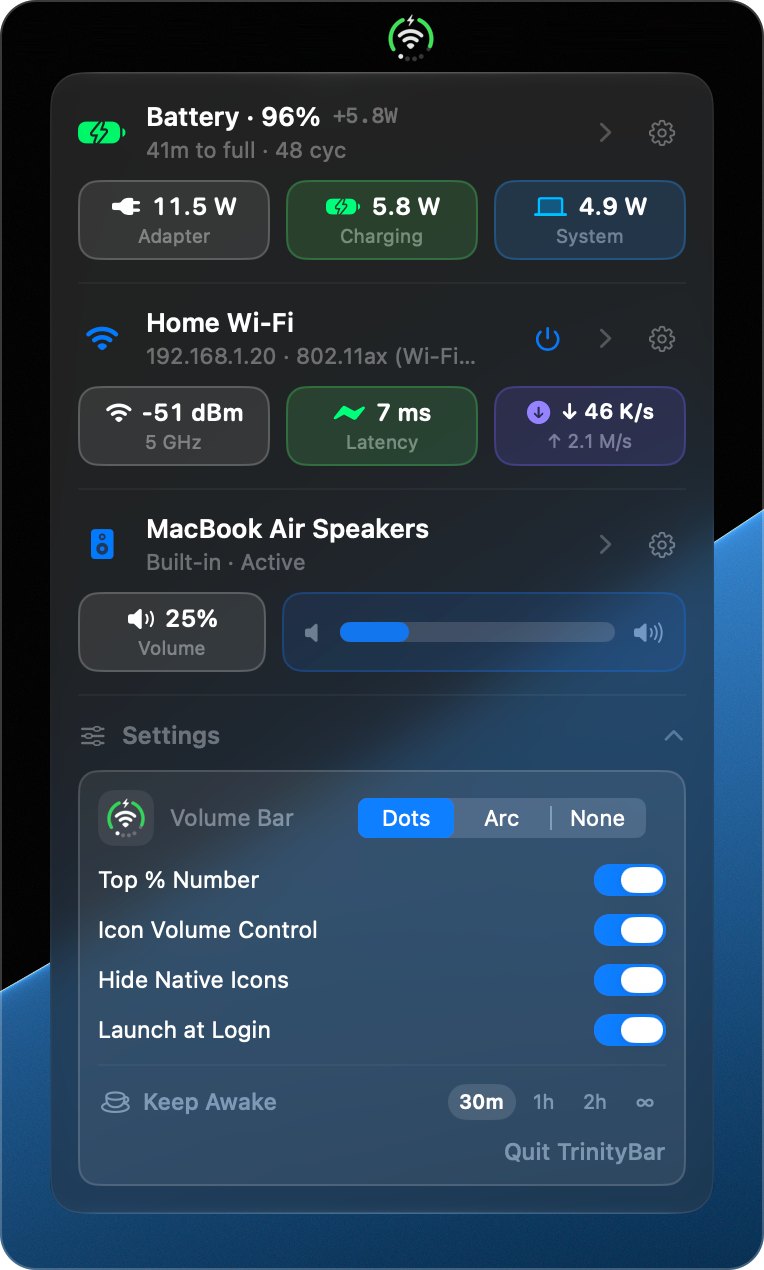 Battery · 96% +5.8W
41m to full · 48 cyc
11.5 W
Adapter
5.8 W
Charging
4.9 W
System
Home Wi-Fi
192.168.1.20 · 802.11ax (Wi-Fi…
-51 dBm
5 GHz
7 ms
Latency
↓ 46 K/s
↑ 2.1 M/s
MacBook Air Speakers
Built-in · Active
25%
Volume
Settings
Volume Bar Dots Arc None
Top % Number
Icon Volume Control
Hide Native Icons
Launch at Login
Keep Awake 30m 1h 2h ∞
Quit TrinityBar